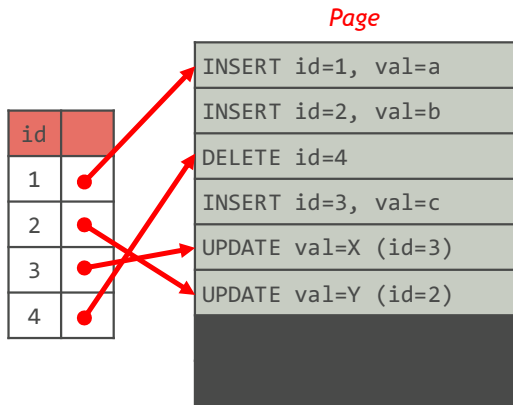 Page
INSERT id=1, val=a
INSERT id=2, val=b
DELETE id=4
INSERT id=3, val=c
UPDATE val=X (id=3)
UPDATE val=Y (id=2)
id
1
2
3
4